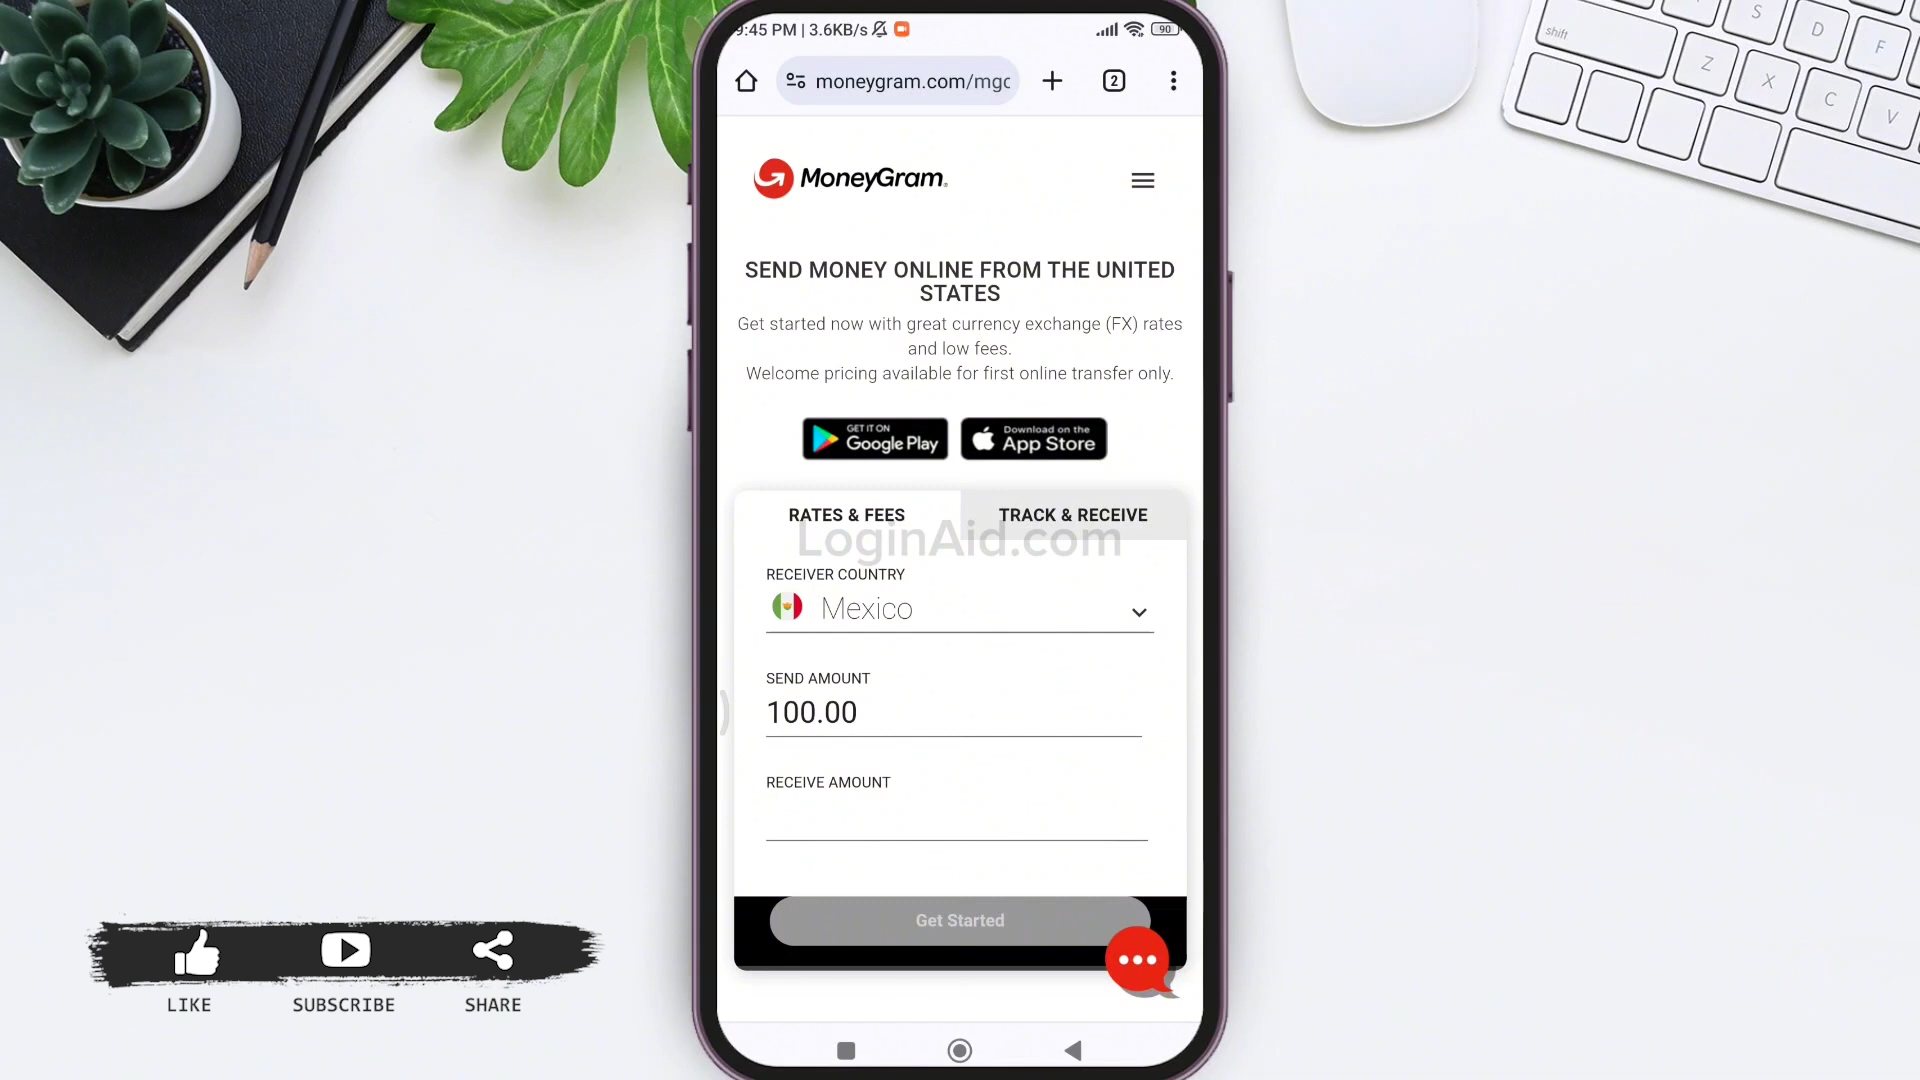 9:45 PM | 3.6KB/s
90
moneygram.com/mgc
2
MoneyGram
SEND MONEY ONLINE FROM THE UNITED
STATES
Get started now with great currency exchange (FX) rates
and low fees.
Welcome pricing available for first online transfer only.
GET IT ON
Google Play
Download on the
App Store
RATES & FEES
TRACK & RECEIVE
LoginAid.com
RECEIVER COUNTRY
Mexico
SEND AMOUNT
100.00
RECEIVE AMOUNT
Get Started
LIKE
SUBSCRIBE
SHARE
shift
S
D
F
Z
X
C
V